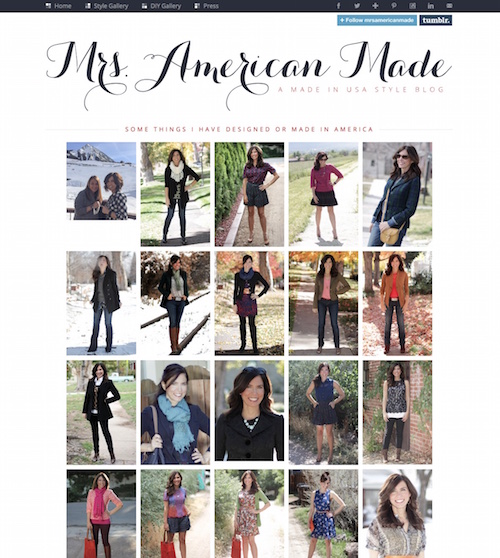 Home Style Gallery DIY Gallery Press
+ Follow mrsamericanmade tumblr.
Mrs. American Made
A MADE IN USA STYLE BLOG
SOME THINGS I HAVE DESIGNED OR MADE IN AMERICA